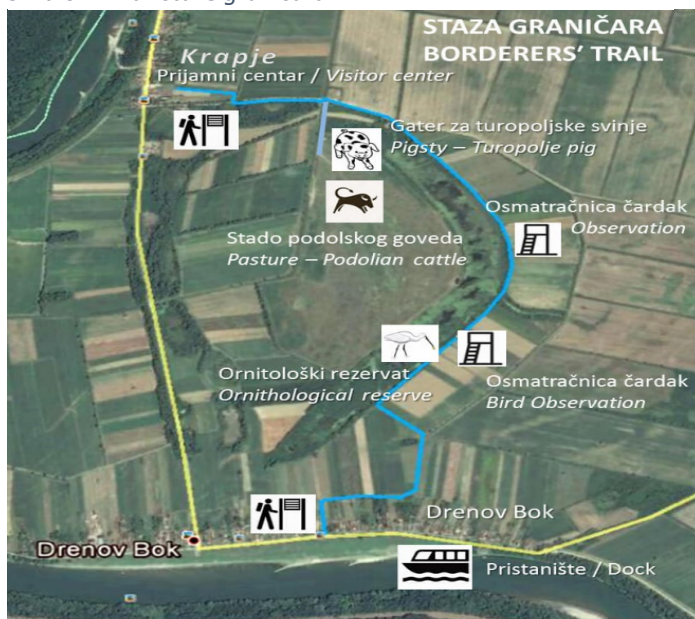 STAZA GRANIČARA
BORDERERS' TRAIL
Krapje
Prijamni centar / Visitor center
Gater za turopoljske svinje
Pigsty – Turopolje pig
Osmatračnica čardak
Observation
Stado podolskog goveda
Pasture – Podolian cattle
Ornitološki rezervat
Ornithological reserve
Osmatračnica čardak
Bird Observation
Drenov Bok
Drenov Bok
Pristanište / Dock